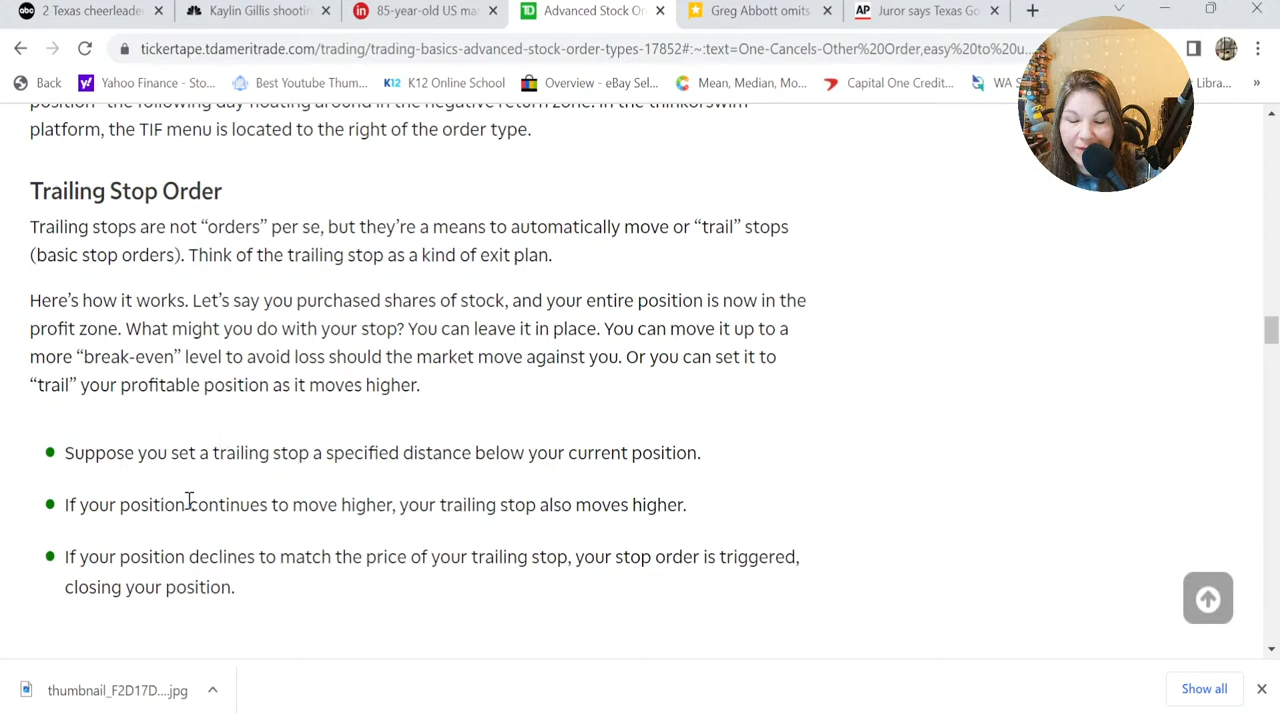 2 Texas cheerleade
Kaylin Gillis shootin
85-year-old US ma
Advanced Stock Or
Greg Abbott omits
AP Juror says Texas Go
tickertape.tdameritrade.com/trading/trading-basics-advanced-stock-order-types-17852#:~:text=One-Cancels-Other%20Order,easy%20to%20u...
Back
Yahoo Finance - Sto...
Best Youtube Thum...
K12 K12 Online School
Overview - eBay Sel...
Mean, Median, Mo...
Capital One Credit...
WA S
Libra...
platform, the TIF menu is located to the right of the order type.
Trailing Stop Order
Trailing stops are not “orders” per se, but they’re a means to automatically move or “trail” stops
(basic stop orders). Think of the trailing stop as a kind of exit plan.
Here’s how it works. Let’s say you purchased shares of stock, and your entire position is now in the
profit zone. What might you do with your stop? You can leave it in place. You can move it up to a
more “break-even” level to avoid loss should the market move against you. Or you can set it to
“trail” your profitable position as it moves higher.
Suppose you set a trailing stop a specified distance below your current position.
If your position continues to move higher, your trailing stop also moves higher.
If your position declines to match the price of your trailing stop, your stop order is triggered,
closing your position.
thumbnail_F2D17D....jpg
Show all